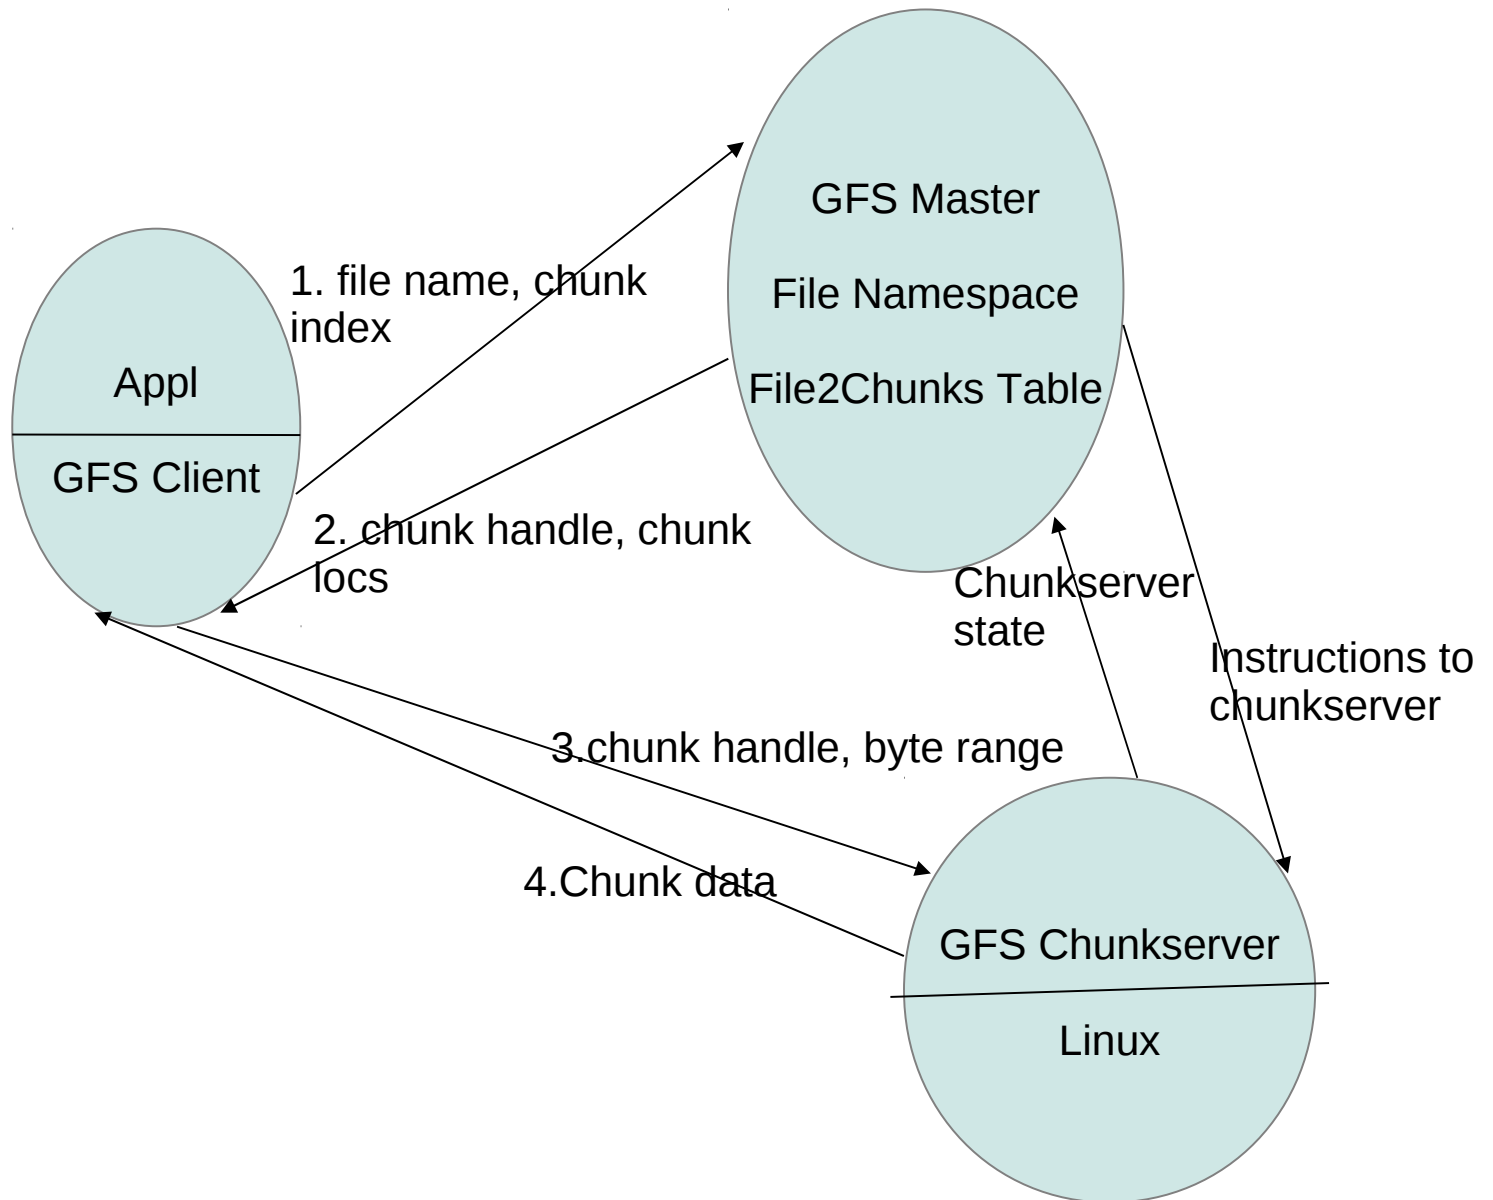 GFS Master
File Namespace
File2Chunks Table
1. file name, chunk
index
Appl
GFS Client
2. chunk handle, chunk
locs
Chunkserver
state
Instructions to
chunkserver
3.chunk handle, byte range
4.Chunk data
GFS Chunkserver
Linux